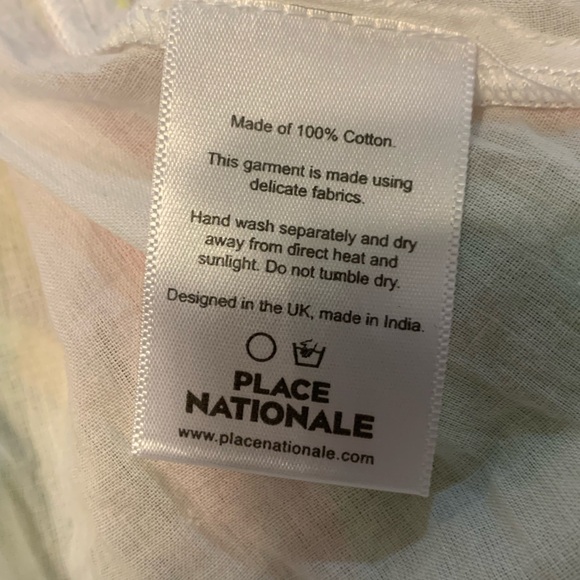 Made of 100% Cotton.
This garment is made using
delicate fabrics.
Hand wash separately and dry
away from direct heat and
sunlight. Do not tumble dry.
Designed in the UK, made in India.
PLACE
NATIONALE
www.placenationale.com